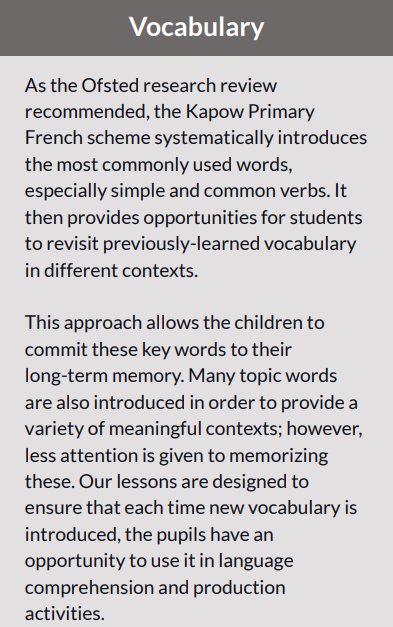 Vocabulary
As the Ofsted research review
recommended, the Kapow Primary
French scheme systematically introduces
the most commonly used words,
especially simple and common verbs. It
then provides opportunities for students
to revisit previously-learned vocabulary
in different contexts.
This approach allows the children to
commit these key words to their
long-term memory. Many topic words
are also introduced in order to provide a
variety of meaningful contexts; however,
less attention is given to memorizing
these. Our lessons are designed to
ensure that each time new vocabulary is
introduced, the pupils have an
opportunity to use it in language
comprehension and production
activities.